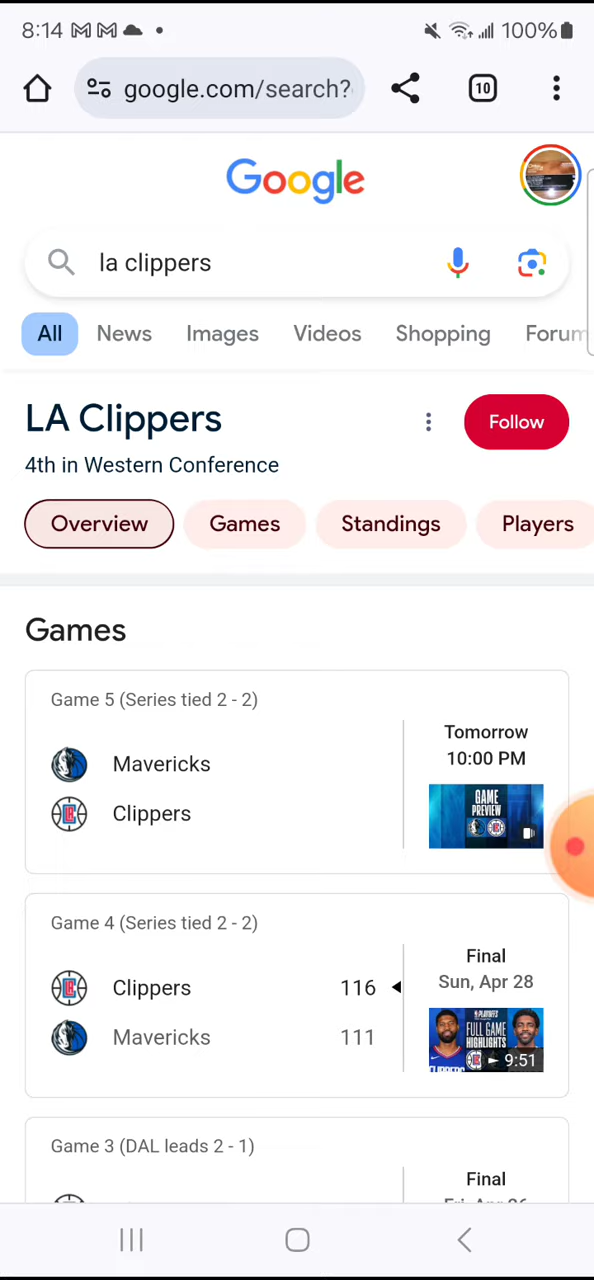 8:14 100%
google.com/search? 10
Google
la clippers
All News Images Videos Shopping Forum
LA Clippers Follow
4th in Western Conference
Overview Games Standings Players
Games
Game 5 (Series tied 2 - 2)
Tomorrow
10:00 PM
Mavericks
Clippers
GAME
PREVIEW
Game 4 (Series tied 2 - 2)
Final
Sun, Apr 28
Clippers 116
Mavericks 111
PLAYOFFS
FULL GAME
HIGHLIGHTS
9:51
CLIPPERS
Game 3 (DAL leads 2 - 1)
Final